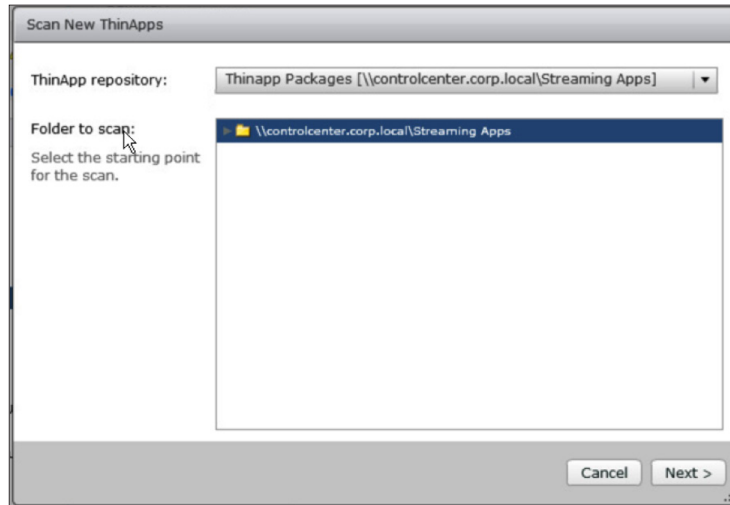 Scan New ThinApps
ThinApp repository:
Thinapp Packages [\\controlcenter.corp.local\Streaming Apps]
Folder to scan:
\\controlcenter.corp.local\Streaming Apps
Select the starting point
for the scan.
Cancel
Next >